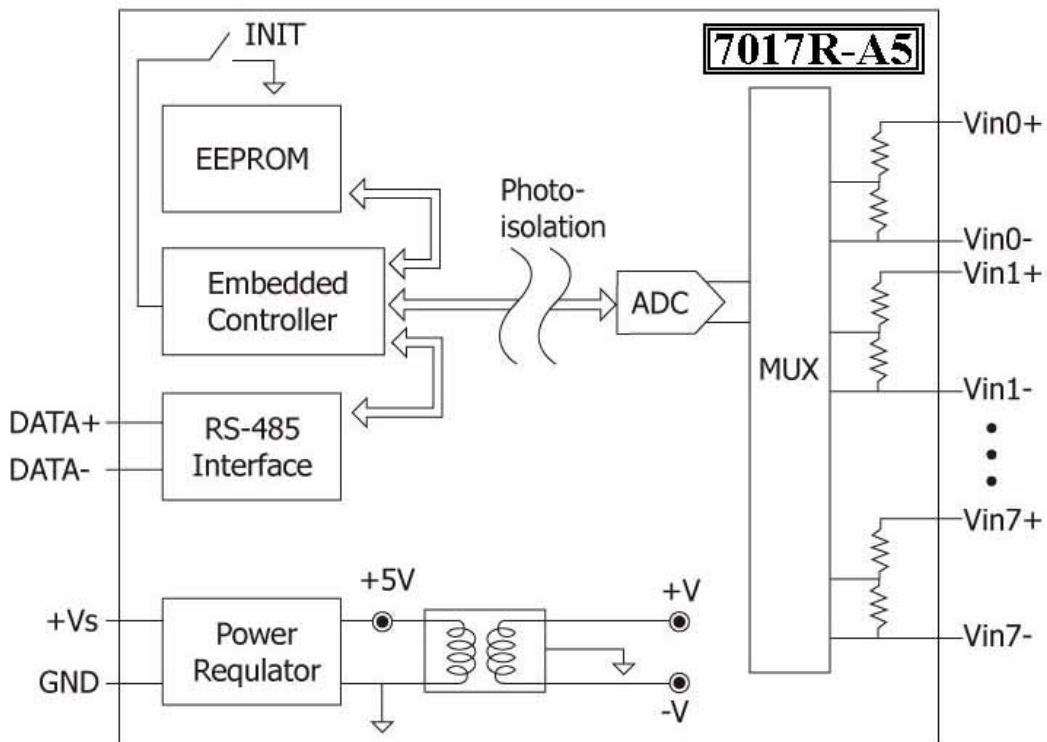 INIT
7017R-A5
EEPROM
Photo-
isolation
Embedded
Controller
ADC
MUX
RS-485
Interface
DATA+
DATA-
Vin0+
Vin0-
Vin1+
Vin1-
Vin7+
Vin7-
+5V
+V
-V
+Vs
GND
Power
Requlator